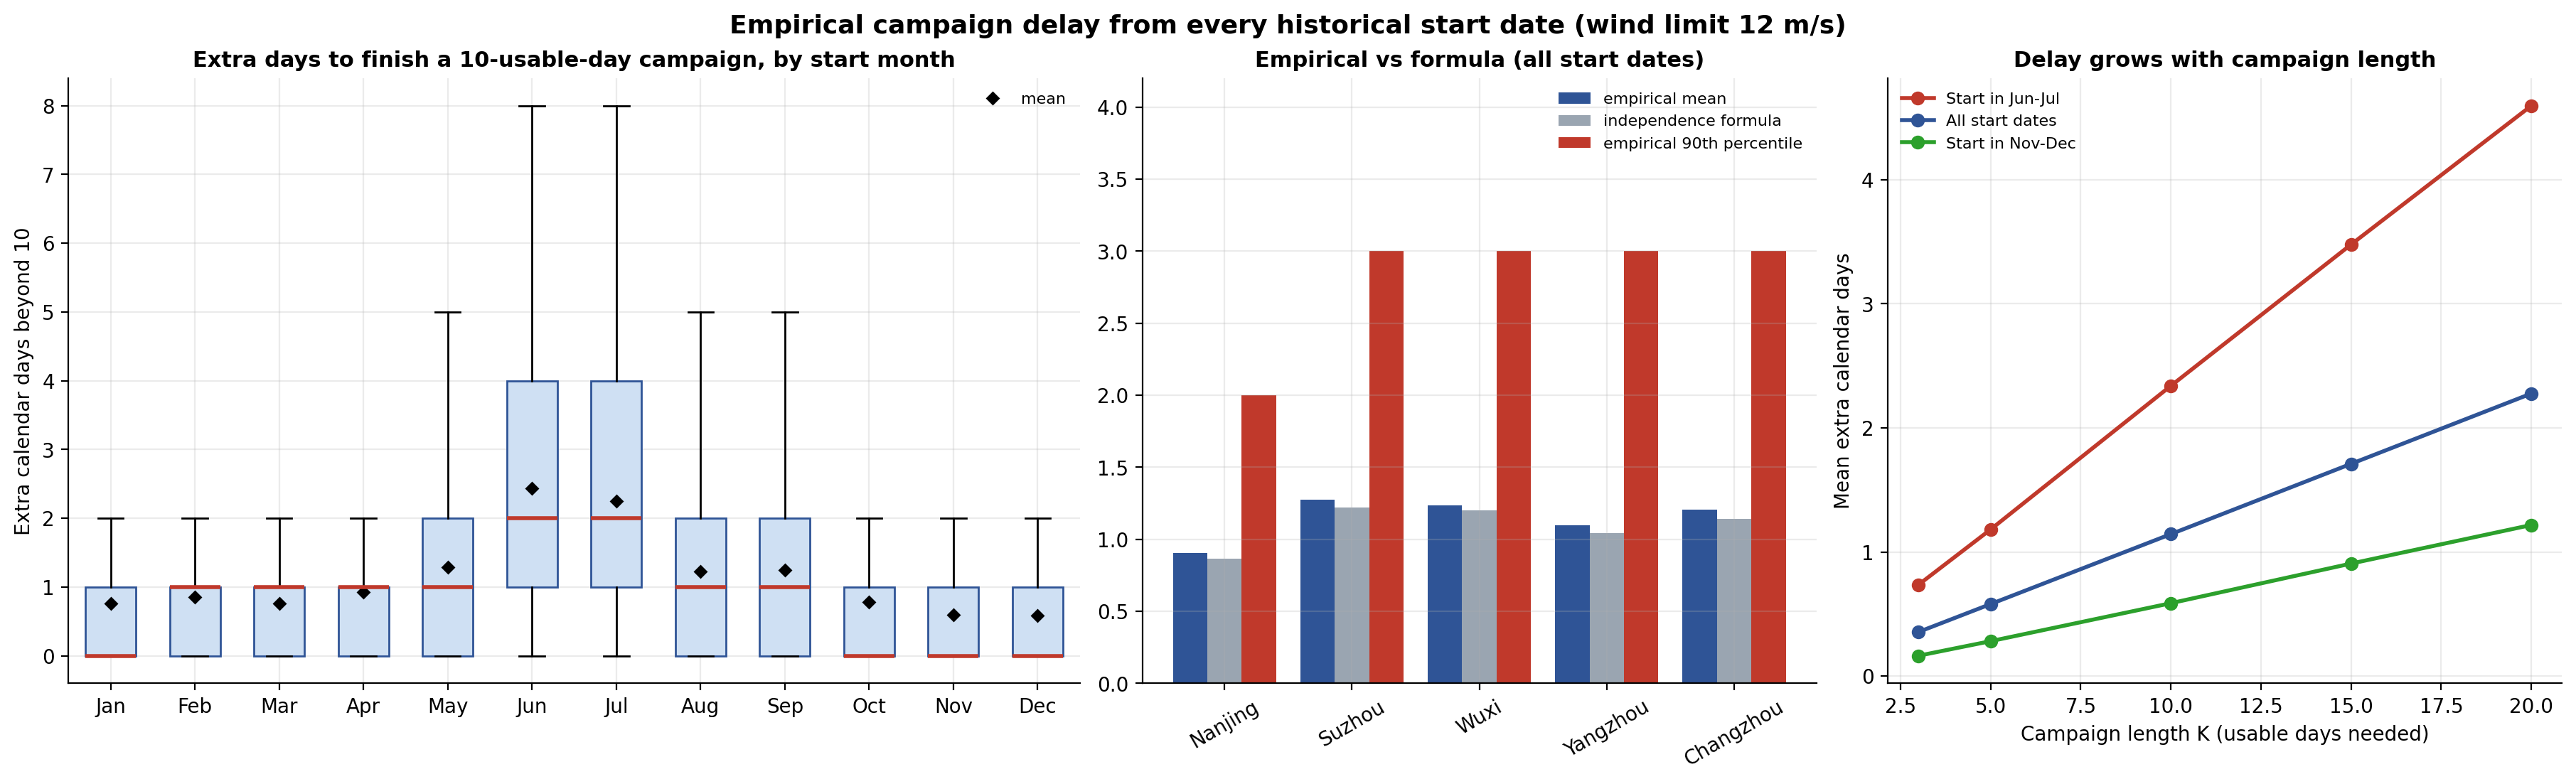 Empirical campaign delay from every historical start date (wind limit 12 m/s)
Extra days to finish a 10-usable-day campaign, by start month
Extra calendar days beyond 10
8
7
6
5
4
3
2
1
0
mean
Jan Feb Mar Apr May Jun Jul Aug Sep Oct Nov Dec
Empirical vs formula (all start dates)
4.0
3.5
3.0
2.5
2.0
1.5
1.0
0.5
0.0
empirical mean
independence formula
empirical 90th percentile
Nanjing Suzhou Wuxi Yangzhou Changzhou
Delay grows with campaign length
Mean extra calendar days
4
3
2
1
0
Start in Jun-Jul
All start dates
Start in Nov-Dec
2.5 5.0 7.5 10.0 12.5 15.0 17.5 20.0
Campaign length K (usable days needed)